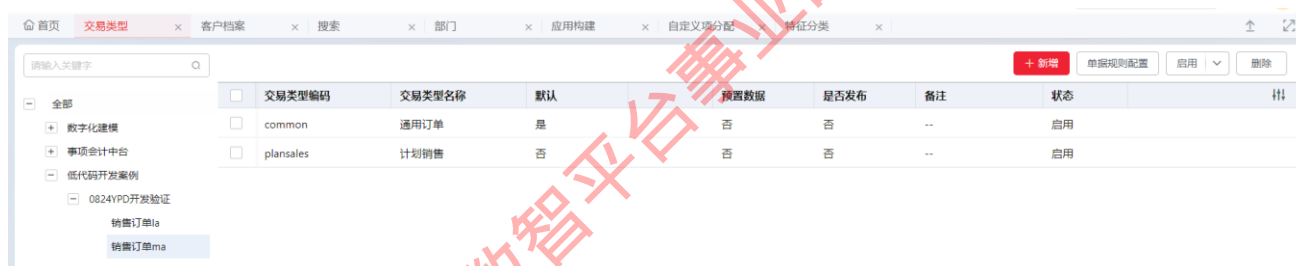 首页 交易类型 × 客户档案 × 搜索 × 部门 × 应用构建 × 自定义项分配 × 特征分类 ×
请输入关键字
+ 新增 单据规则配置 启用 删除
交易类型编码 交易类型名称 默认 预置数据 是否发布 备注 状态
全部
数字化建模
common 通用订单 是 否 否 -- 启用
事项会计中台
plansales 计划销售 否 否 否 -- 启用
低代码开发案例
0824YPD开发验证
销售订单la
销售订单ma
数智平台事业